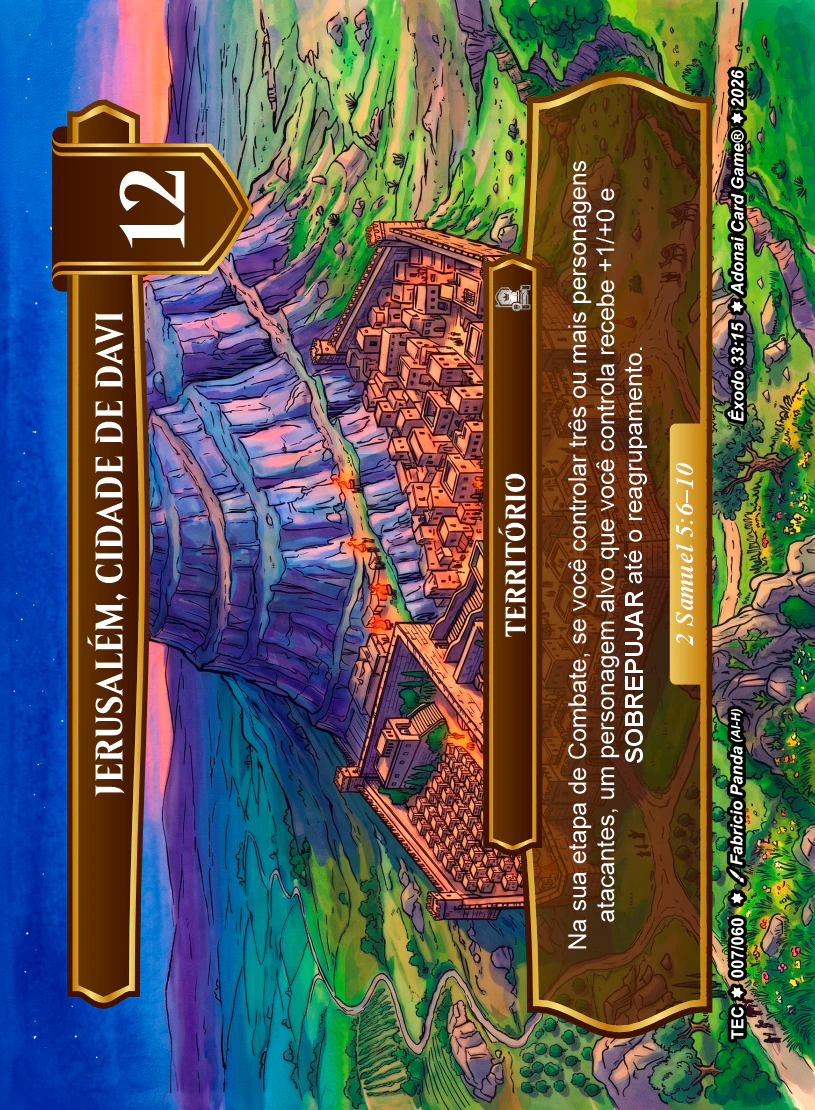 JERUSALÉM, CIDADE DE DAVI
12
TERRITÓRIO
Na sua etapa de Combate, se você controlar três ou mais personagens
atacantes, um personagem alvo que você controla recebe +1/+0 e
SOBREPUJAR até o reagrupamento.
2 Samuel 5:6–10
TEC ✸ 007/060 ✸ Fabricio Panda (AI-H) Êxodo 33:15 ✸ Adonai Card Game® ✸ 2026